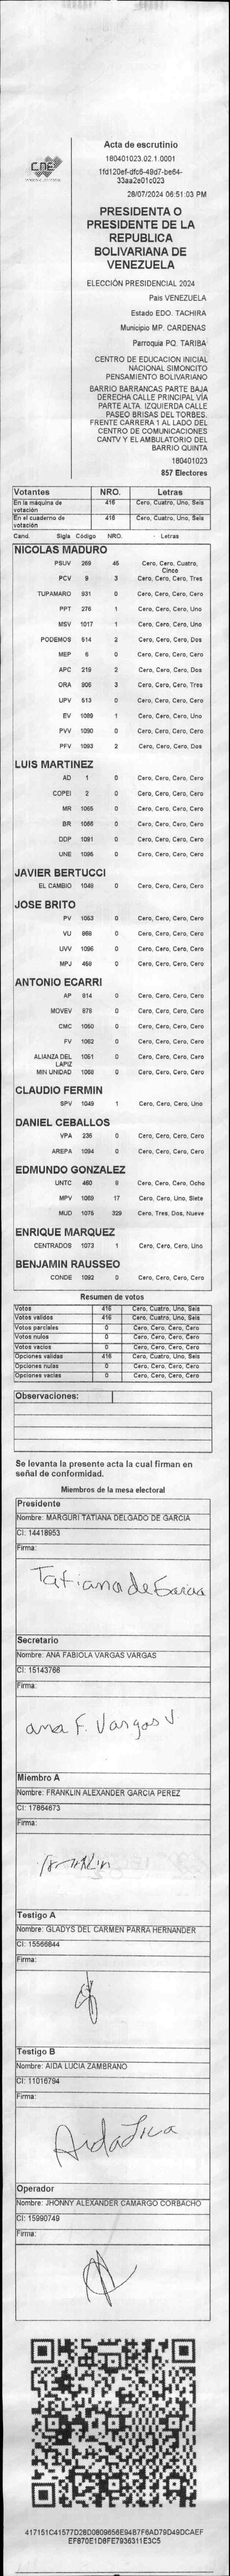 CNE
Acta de escrutinio
180401023.02.1.0001
1fd120ef-dfc6-49d7-be64-
33aa2e01c023
28/07/2024 06:51:03 PM
PRESIDENTA O
PRESIDENTE DE LA
REPUBLICA
BOLIVARIANA DE
VENEZUELA
ELECCIÓN PRESIDENCIAL 2024
Pais VENEZUELA
Estado EDO. TACHIRA
Municipio MP. CARDENAS
Parroquia PQ. TARIBA
CENTRO DE EDUCACION INICIAL
NACIONAL SIMONCITO
PENSAMIENTO BOLIVARIANO
BARRIO BARRANCAS PARTE BAJA
DERECHA CALLE PRINCIPAL VÍA
PARTE ALTA. IZQUIERDA CALLE
PASEO BRISAS DEL TORBES.
FRENTE CARRERA 1 AL LADO DEL
CENTRO DE COMUNICACIONES
CANTV Y EL AMBULATORIO DEL
BARRIO QUINTA
180401023
857 Electores
Votantes NRO. Letras
En la máquina de votación 416 Cero, Cuatro, Uno, Seis
En el cuaderno de votación 416 Cero, Cuatro, Uno, Seis
Cand. Sigla Código NRO. - Letras
NICOLAS MADURO
PSUV 269 45 Cero, Cero, Cuatro, Cinco
PCV 9 3 Cero, Cero, Cero, Tres
TUPAMARO 931 0 Cero, Cero, Cero, Cero
PPT 276 1 Cero, Cero, Cero, Uno
MSV 1017 1 Cero, Cero, Cero, Uno
PODEMOS 514 2 Cero, Cero, Cero, Dos
MEP 6 0 Cero, Cero, Cero, Cero
APC 219 2 Cero, Cero, Cero, Dos
ORA 906 3 Cero, Cero, Cero, Tres
UPV 513 0 Cero, Cero, Cero, Cero
EV 1089 1 Cero, Cero, Cero, Uno
PVV 1090 0 Cero, Cero, Cero, Cero
PFV 1093 2 Cero, Cero, Cero, Dos
LUIS MARTINEZ
AD 1 0 Cero, Cero, Cero, Cero
COPEI 2 0 Cero, Cero, Cero, Cero
MR 1065 0 Cero, Cero, Cero, Cero
BR 1066 0 Cero, Cero, Cero, Cero
DDP 1091 0 Cero, Cero, Cero, Cero
UNE 1095 0 Cero, Cero, Cero, Cero
JAVIER BERTUCCI
EL CAMBIO 1048 0 Cero, Cero, Cero, Cero
JOSE BRITO
PV 1053 0 Cero, Cero, Cero, Cero
VU 968 0 Cero, Cero, Cero, Cero
UVV 1096 0 Cero, Cero, Cero, Cero
MPJ 458 0 Cero, Cero, Cero, Cero
ANTONIO ECARRI
AP 814 0 Cero, Cero, Cero, Cero
MOVEV 878 0 Cero, Cero, Cero, Cero
CMC 1050 0 Cero, Cero, Cero, Cero
FV 1062 0 Cero, Cero, Cero, Cero
ALIANZA DEL LAPIZ 1051 0 Cero, Cero, Cero, Cero
MIN UNIDAD 1058 0 Cero, Cero, Cero, Cero
CLAUDIO FERMIN
SPV 1049 1 Cero, Cero, Cero, Uno
DANIEL CEBALLOS
VPA 236 0 Cero, Cero, Cero, Cero
AREPA 1094 0 Cero, Cero, Cero, Cero
EDMUNDO GONZALEZ
UNTC 460 8 Cero, Cero, Cero, Ocho
MPV 1069 17 Cero, Cero, Uno, Siete
MUD 1075 329 Cero, Tres, Dos, Nueve
ENRIQUE MARQUEZ
CENTRADOS 1073 1 Cero, Cero, Cero, Uno
BENJAMIN RAUSSEO
CONDE 1092 0 Cero, Cero, Cero, Cero
Resumen de votos
Votos 416 Cero, Cuatro, Uno, Seis
Votos validos 416 Cero, Cuatro, Uno, Seis
Votos parciales 0 Cero, Cero, Cero, Cero
Votos nulos 0 Cero, Cero, Cero, Cero
Votos vacios 0 Cero, Cero, Cero, Cero
Opciones validas 416 Cero, Cuatro, Uno, Seis
Opciones nulas 0 Cero, Cero, Cero, Cero
Opciones vacias 0 Cero, Cero, Cero, Cero
Observaciones:
Se levanta la presente acta la cual firman en
señal de conformidad.
Miembros de la mesa electoral
Presidente
Nombre: MARGURI TATIANA DELGADO DE GARCIA
CI: 14418953
Firma:
Tatiana de Garcia
Secretario
Nombre: ANA FABIOLA VARGAS VARGAS
CI: 15143766
Firma:
ana F. Vargas V
Miembro A
Nombre: FRANKLIN ALEXANDER GARCIA PEREZ
CI: 17864673
Firma:
Franklin
Testigo A
Nombre: GLADYS DEL CARMEN PARRA HERNANDER
CI: 15566844
Firma:
Testigo B
Nombre: AIDA LUCIA ZAMBRANO
CI: 11016794
Firma:
Operador
Nombre: JHONNY ALEXANDER CAMARGO CORBACHO
CI: 15990749
Firma:
417151C41577D28D0809656E94B7F6AD79D49DCAEF
EF870E1D8FE7936311E3C5